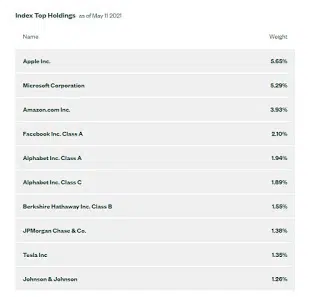 Index Top Holdings as of May 11 2021
Name Weight
Apple Inc. 5.65%
Microsoft Corporation 5.29%
Amazon.com Inc. 3.93%
Facebook Inc. Class A 2.10%
Alphabet Inc. Class A 1.94%
Alphabet Inc. Class C 1.89%
Berkshire Hathaway Inc. Class B 1.55%
JPMorgan Chase & Co. 1.38%
Tesla Inc 1.35%
Johnson & Johnson 1.26%